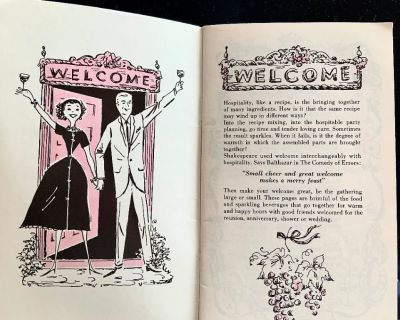 WELCOME
WELCOME
Hospitality, like a recipe, is the bringing together
of many ingredients. How is it that the same recipe
may wind up in different ways?
Into the recipe mixing, into the hospitable party
planning, go time and tender loving care. Sometimes
the result sparkles. When it fails, is it the degree of
warmth in which the assembled parts are brought
together?
Shakespeare used welcome interchangeably with
hospitality. Says Balthazar in The Comedy of Errors:
"Small cheer and great welcome
makes a merry feast"
Then make your welcome great, be the gathering
large or small. These pages are brimful of the food
and sparkling beverages that go together for warm
and happy hours with good friends welcomed for the
reunion, anniversary, shower or wedding.